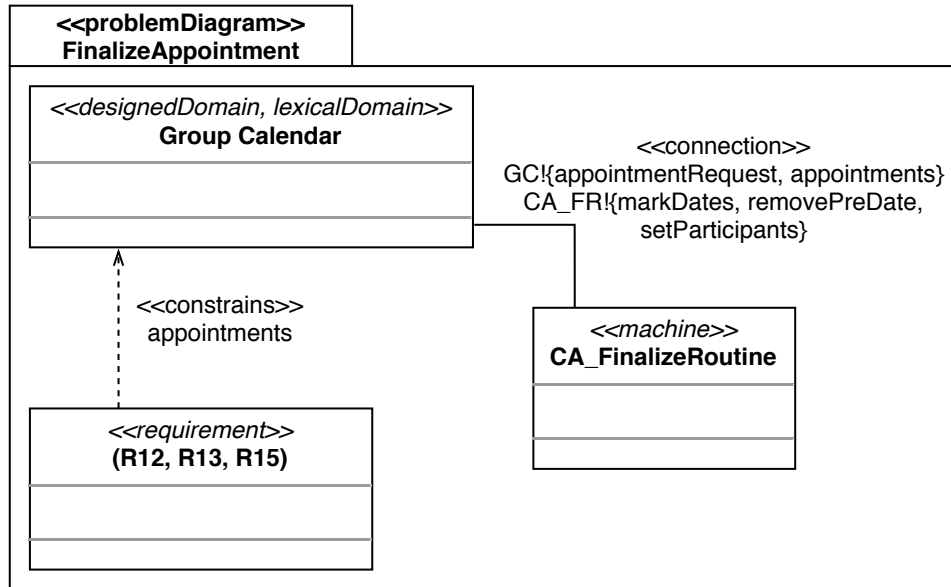 <<problemDiagram>>
FinalizeAppointment
<<designedDomain, lexicalDomain>>
Group Calendar
<<connection>>
GC!{appointmentRequest, appointments}
CA_FR!{markDates, removePreDate,
setParticipants}
<<constrains>>
appointments
<<machine>>
CA_FinalizeRoutine
<<requirement>>
(R12, R13, R15)